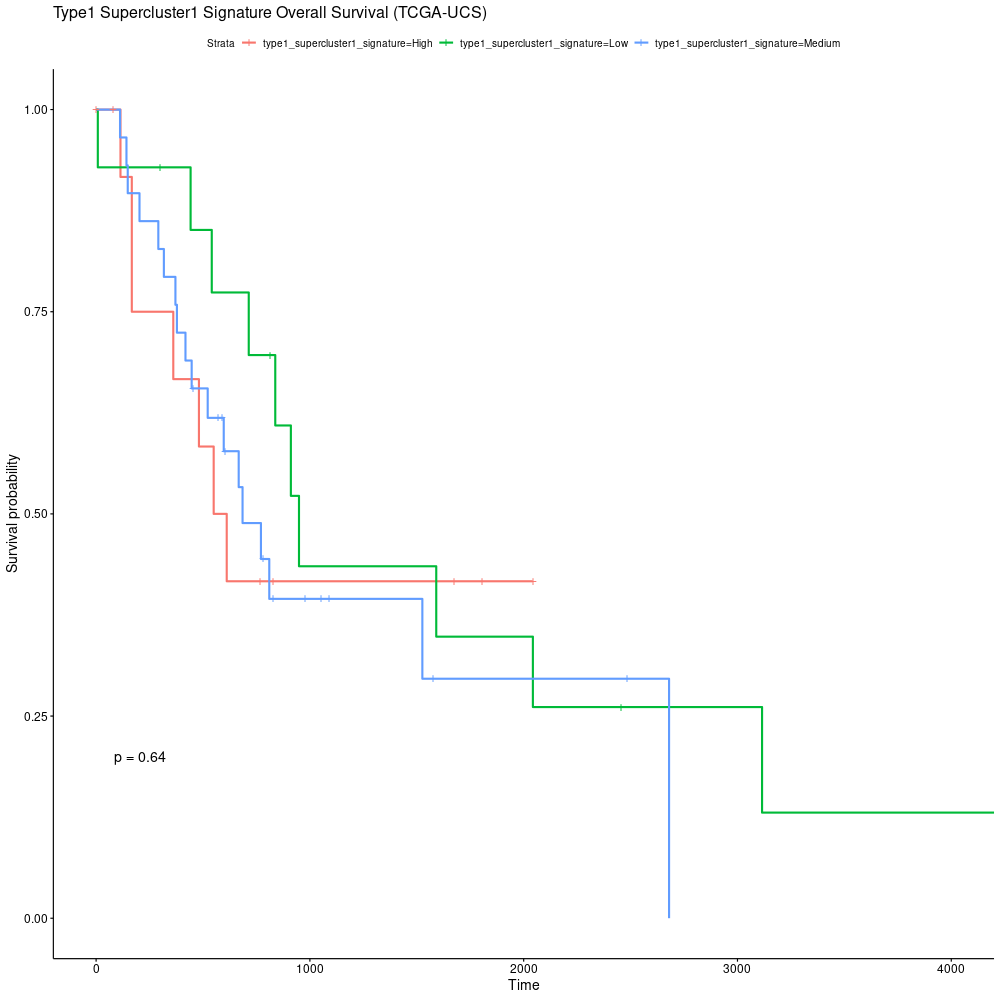 Type1 Supercluster1 Signature Overall Survival (TCGA-UCS)
Strata type1_supercluster1_signature=High type1_supercluster1_signature=Low type1_supercluster1_signature=Medium
1.00
0.75
0.50
0.25
0.00
Survival probability
p = 0.64
0 1000 2000 3000 4000
Time